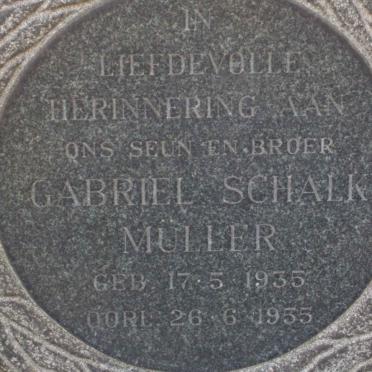 IN
LIEFDEVOLLE
HERINNERING AAN
ONS SEUN EN BROER
GABRIEL SCHALK
MULLER
GEB. 17·5 1935
OORL. 26·6·1955